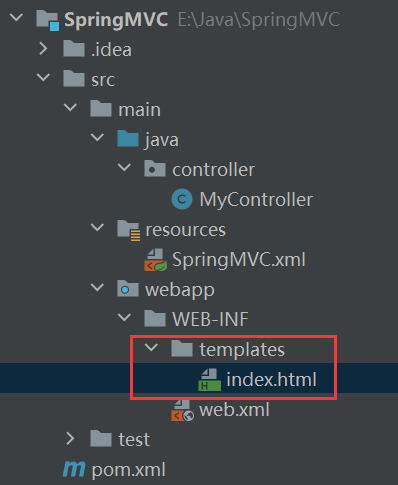 SpringMVC E:\Java\SpringMVC
.idea
src
main
java
controller
MyController
resources
SpringMVC.xml
webapp
WEB-INF
templates
index.html
web.xml
test
pom.xml